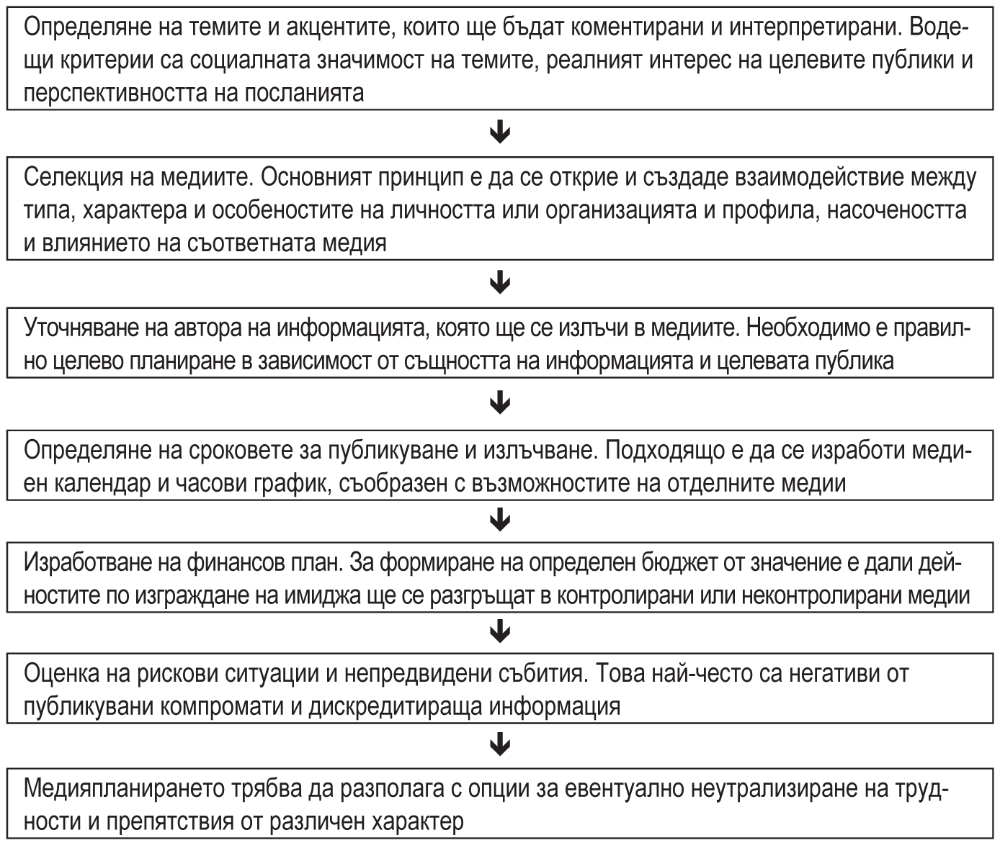 Определяне на темите и акцентите, които ще бъдат коментирани и интерпретирани. Воде-
щи критерии са социалната значимост на темите, реалният интерес на целевите публики и
перспективността на посланията
Селекция на медиите. Основният принцип е да се открие и създаде взаимодействие между
типа, характера и особеностите на личността или организацията и профила, насочеността
и влиянието на съответната медия
Уточняване на автора на информацията, която ще се излъчи в медиите. Необходимо е правил-
но целево планиране в зависимост от същността на информацията и целевата публика
Определяне на сроковете за публикуване и излъчване. Подходящо е да се изработи меди-
ен календар и часови график, съобразен с възможностите на отделните медии
Изработване на финансов план. За формиране на определен бюджет от значение е дали дей-
ностите по изграждане на имиджа ще се разгръщат в контролирани или неконтролирани медии
Оценка на рискови ситуации и непредвидени събития. Това най-често са негативи от
публикувани компромати и дискредитираща информация
Медияпланирането трябва да разполага с опции за евентуално неутрализиране на труд-
ности и препятствия от различен характер